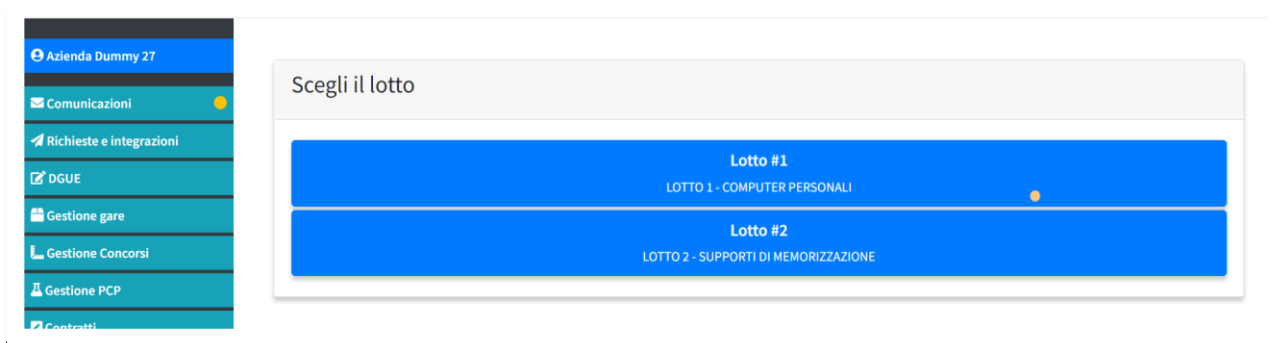 Azienda Dummy 27
Comunicazioni
Richieste e integrazioni
DGUE
Gestione gare
Gestione Concorsi
Gestione PCP
Contratti
Scegli il lotto
Lotto #1
LOTTO 1 - COMPUTER PERSONALI
Lotto #2
LOTTO 2 - SUPPORTI DI MEMORIZZAZIONE